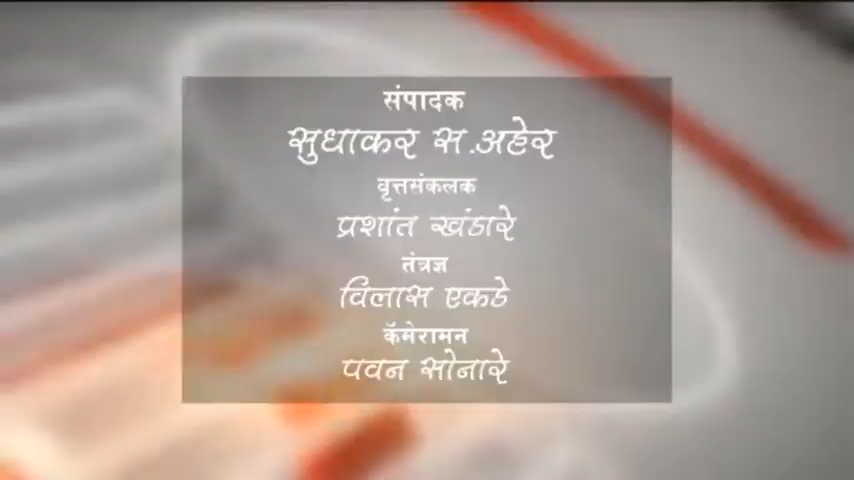 संपादक
सुधाकर स.अहेर
वृत्तसंकलक
प्रशांत खंडारे
तंत्रज्ञ
विलास एकडे
कॅमेरामन
पवन सोनारे